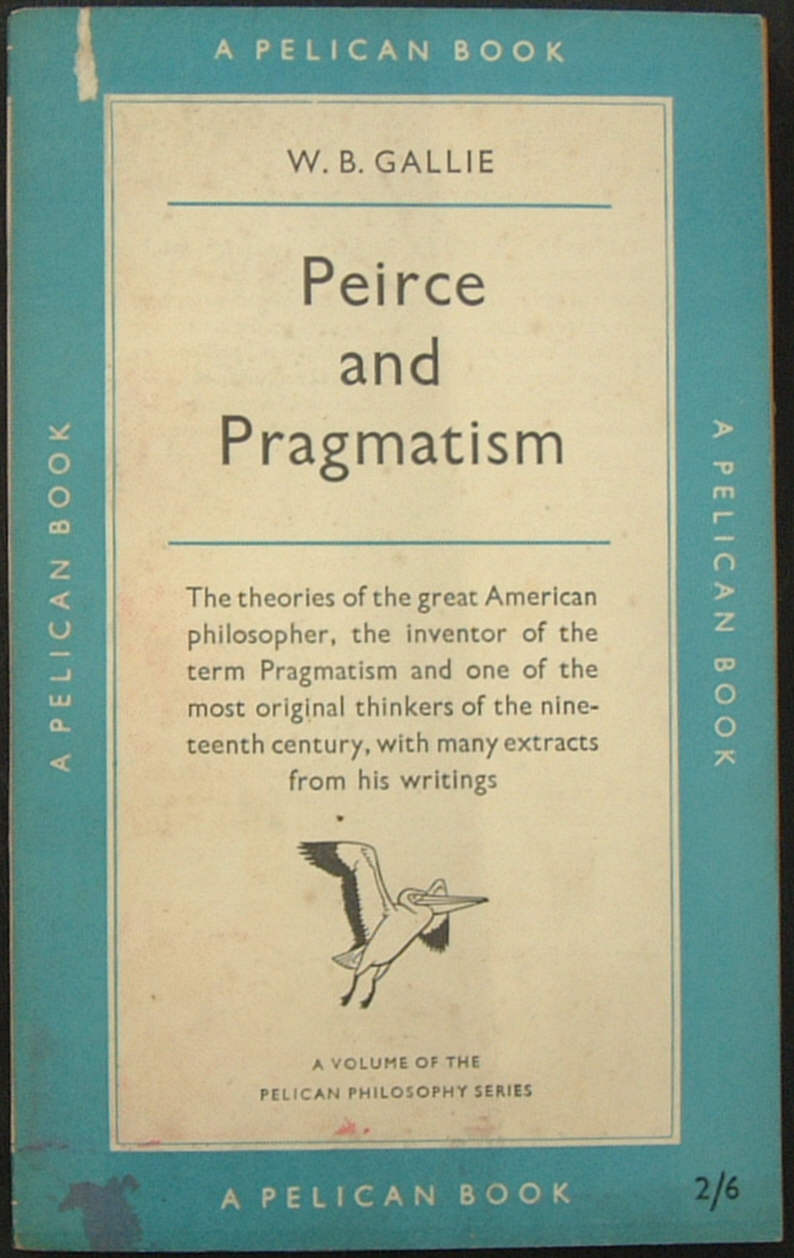 A PELICAN BOOK
W. B. GALLIE
Peirce
and
Pragmatism
The theories of the great American
philosopher, the inventor of the
term Pragmatism and one of the
most original thinkers of the nine-
teenth century, with many extracts
from his writings
A VOLUME OF THE
PELICAN PHILOSOPHY SERIES
A PELICAN BOOK
A PELICAN BOOK
A PELICAN BOOK
2/6